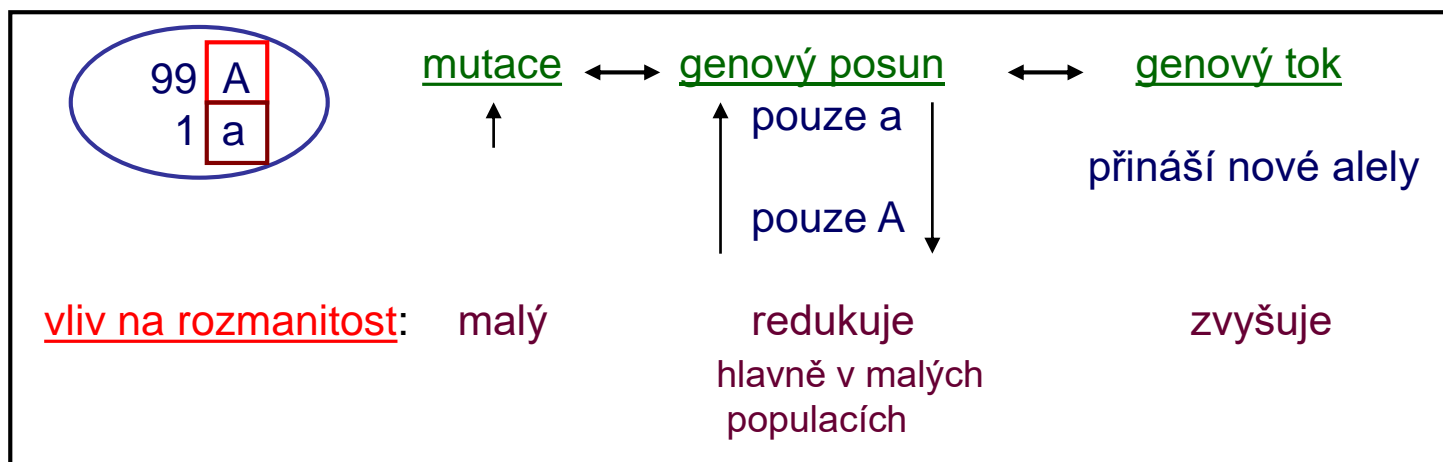 99 A
1 a
mutace
genový posun
genový tok
pouze a
přináší nové alely
pouze A
vliv na rozmanitost: malý redukuje zvyšuje
hlavně v malých
populacích